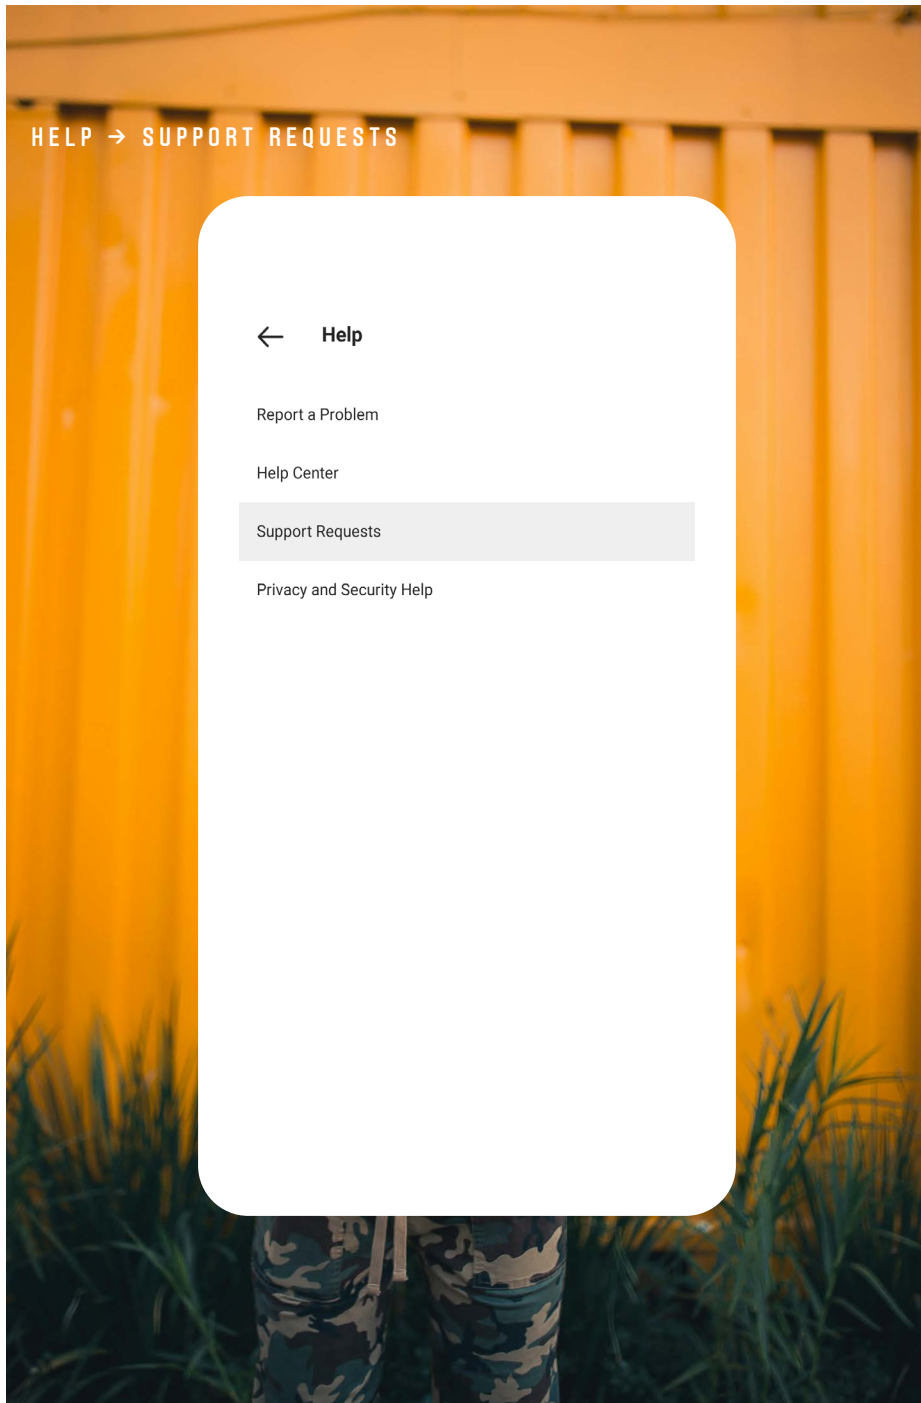 HELP → SUPPORT REQUESTS
Help
Report a Problem
Help Center
Support Requests
Privacy and Security Help